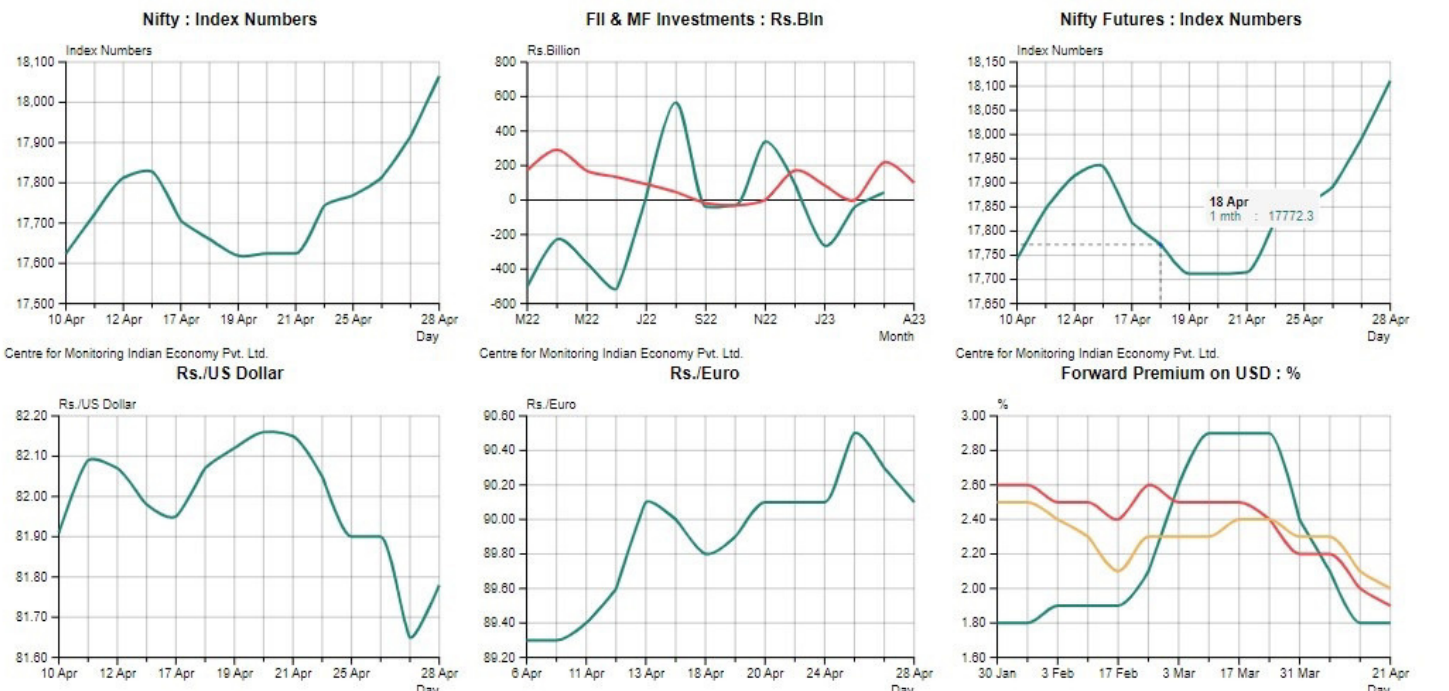 Nifty : Index Numbers
Index Numbers
18,100
18,000
17,900
17,800
17,700
17,600
17,500
10 Apr 12 Apr 17 Apr 19 Apr 21 Apr 25 Apr 28 Apr
Day
Centre for Monitoring Indian Economy Pvt. Ltd.
FII & MF Investments : Rs.Bln
Rs.Billion
800
600
400
200
0
-200
-400
-600
M22 M22 J22 S22 N22 J23 A23
Month
Centre for Monitoring Indian Economy Pvt. Ltd.
Nifty Futures : Index Numbers
Index Numbers
18,150
18,100
18,050
18,000
17,950
17,900
17,850
17,800
17,750
17,700
17,650
18 Apr
1 mth : 17772.3
10 Apr 12 Apr 17 Apr 19 Apr 21 Apr 25 Apr 28 Apr
Day
Centre for Monitoring Indian Economy Pvt. Ltd.
Rs./US Dollar
Rs./US Dollar
82.20
82.10
82.00
81.90
81.80
81.70
81.60
10 Apr 12 Apr 17 Apr 19 Apr 21 Apr 25 Apr 28 Apr
Day
Rs./Euro
Rs./Euro
90.60
90.40
90.20
90.00
89.80
89.60
89.40
89.20
6 Apr 11 Apr 13 Apr 18 Apr 20 Apr 24 Apr 28 Apr
Day
Forward Premium on USD : %
%
3.00
2.80
2.60
2.40
2.20
2.00
1.80
1.60
30 Jan 3 Feb 17 Feb 3 Mar 17 Mar 31 Mar 21 Apr
Day